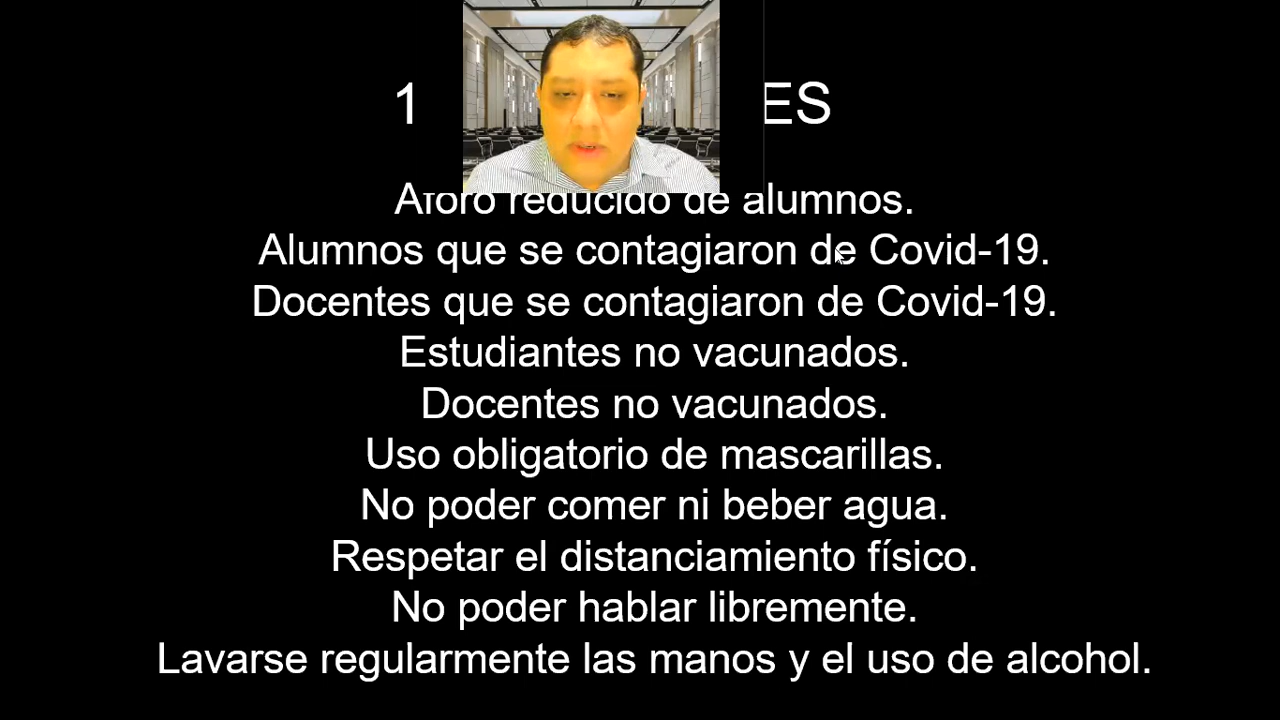 1 ES
Aforo reducido de alumnos.
Alumnos que se contagiaron de Covid-19.
Docentes que se contagiaron de Covid-19.
Estudiantes no vacunados.
Docentes no vacunados.
Uso obligatorio de mascarillas.
No poder comer ni beber agua.
Respetar el distanciamiento físico.
No poder hablar libremente.
Lavarse regularmente las manos y el uso de alcohol.